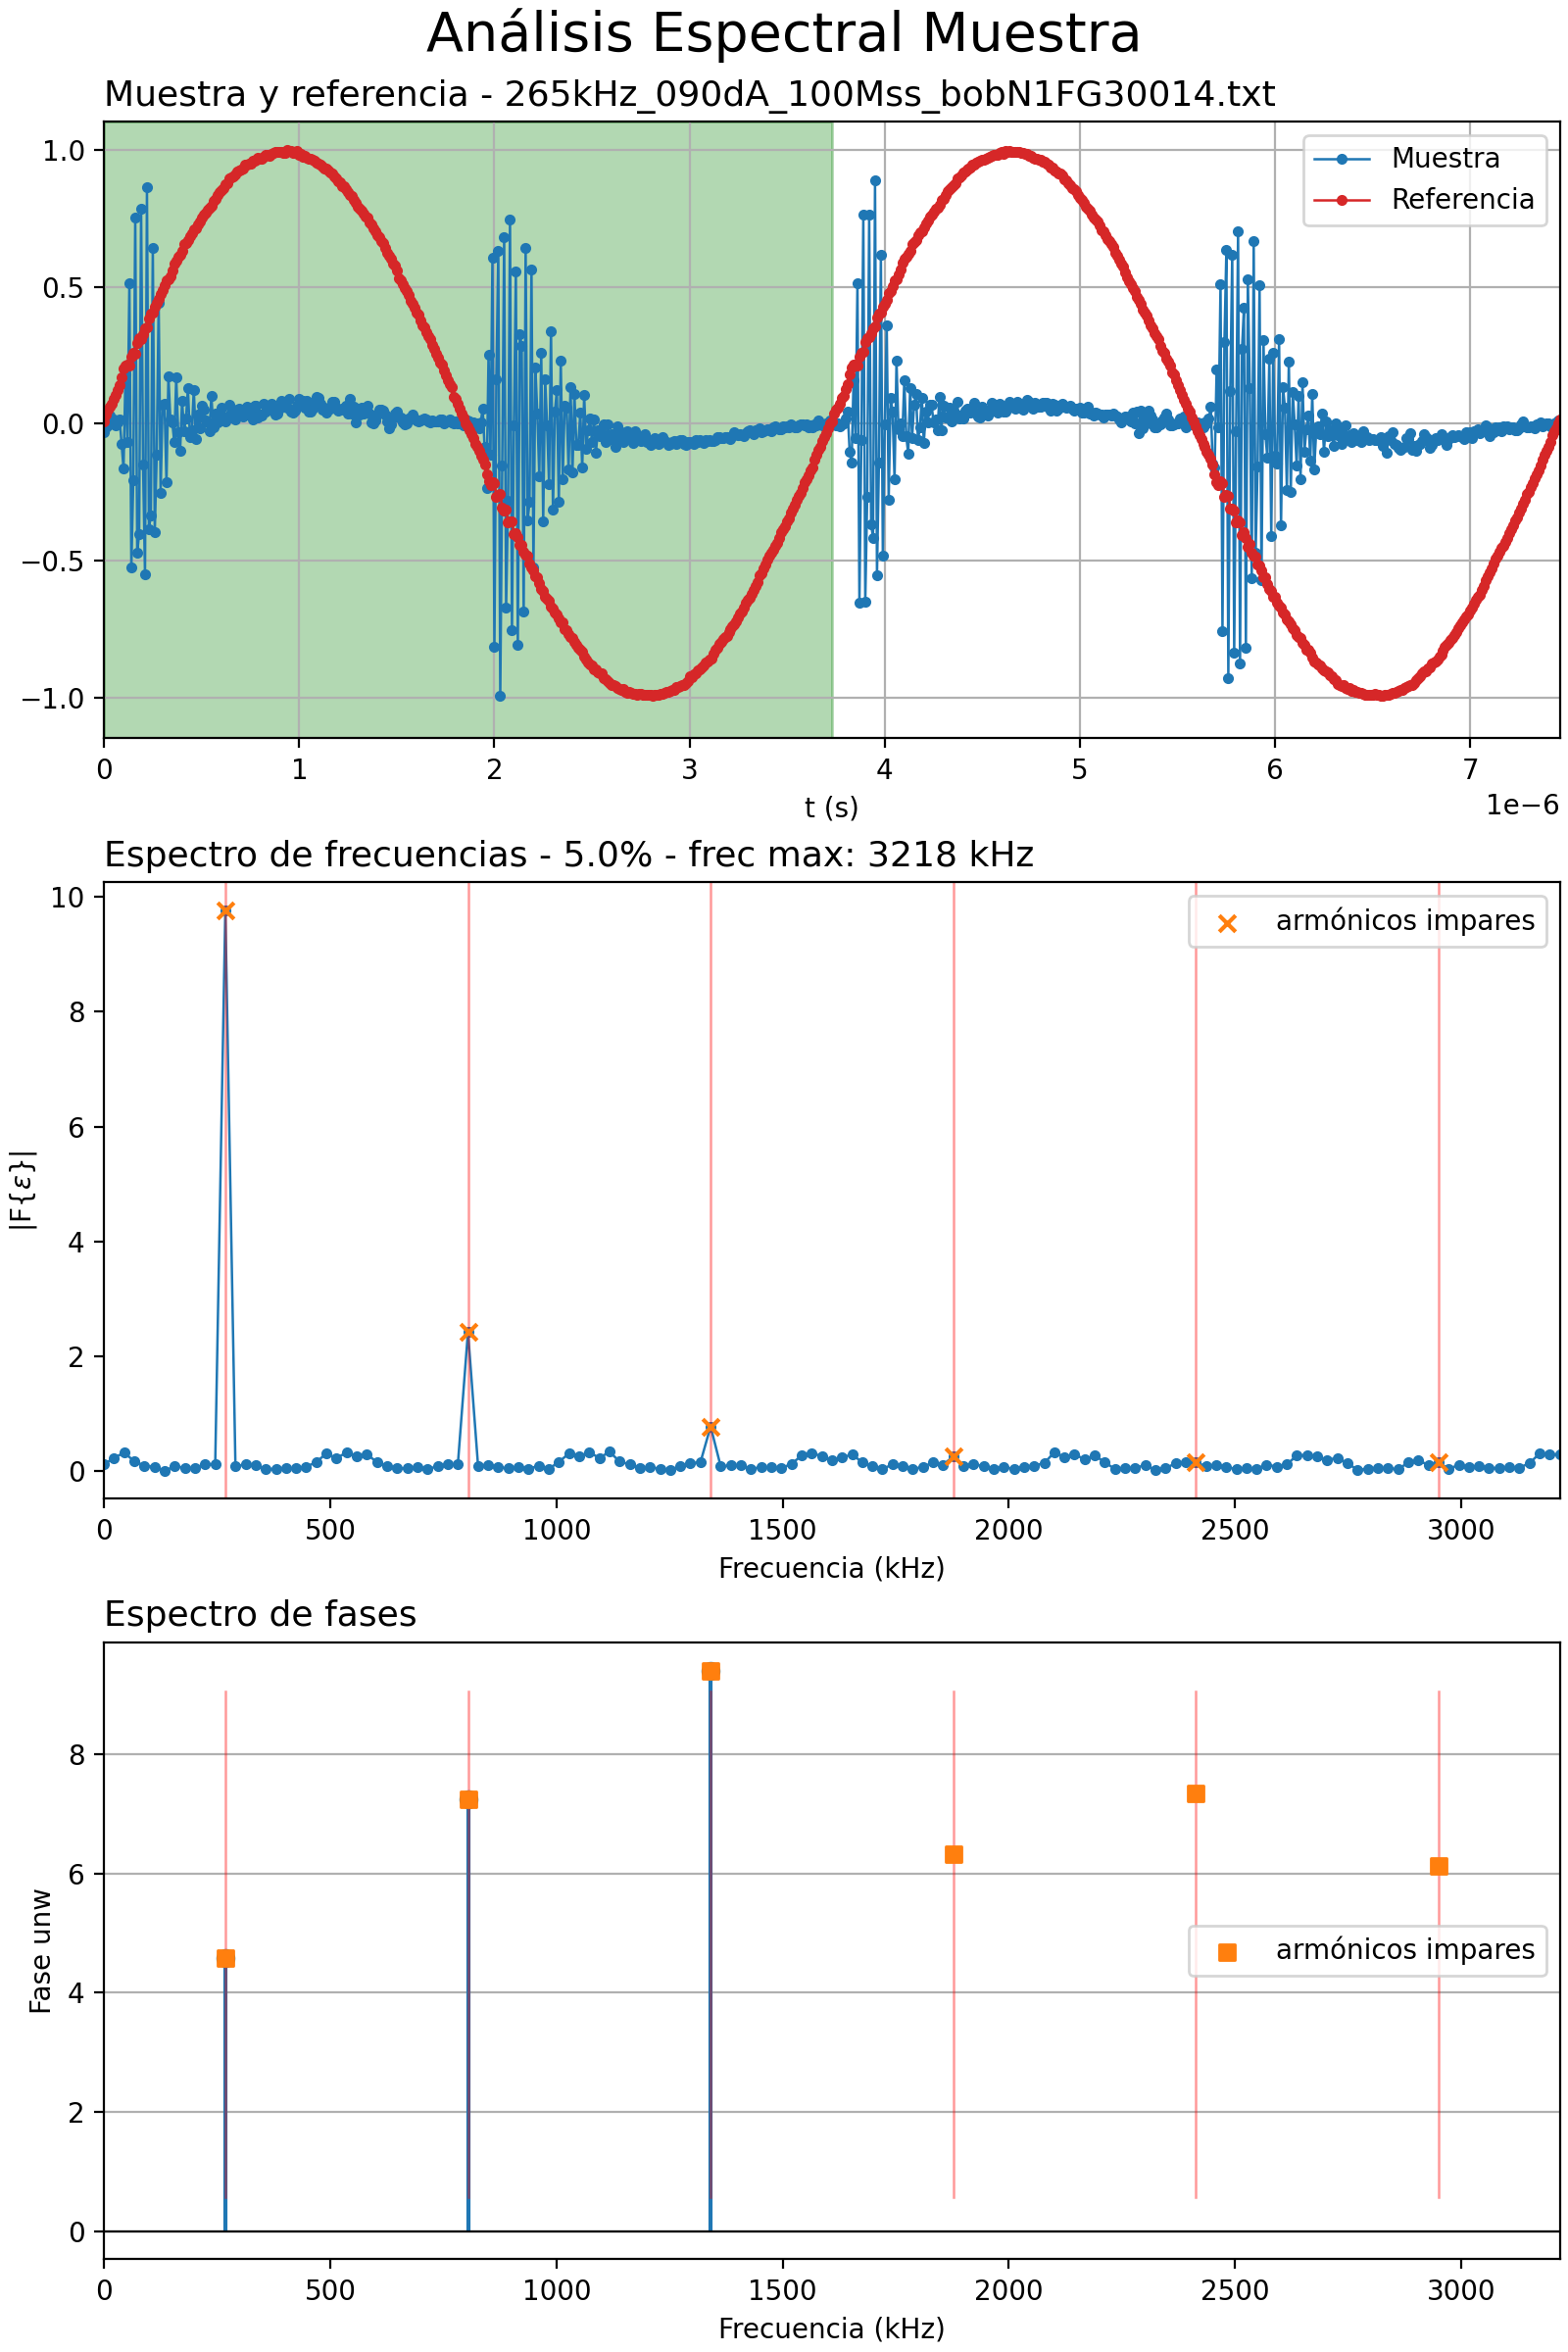 Análisis Espectral Muestra
Muestra y referencia - 265kHz_090dA_100Mss_bobN1FG30014.txt
1.0
0.5
0.0
−0.5
−1.0
Muestra
Referencia
0 1 2 3 4 5 6 7
1e−6
t (s)
Espectro de frecuencias - 5.0% - frec max: 3218 kHz
10
8
6
4
2
0
|F{ε}|
armónicos impares
0 500 1000 1500 2000 2500 3000
Frecuencia (kHz)
Espectro de fases
8
6
4
2
0
Fase unw
armónicos impares
0 500 1000 1500 2000 2500 3000
Frecuencia (kHz)